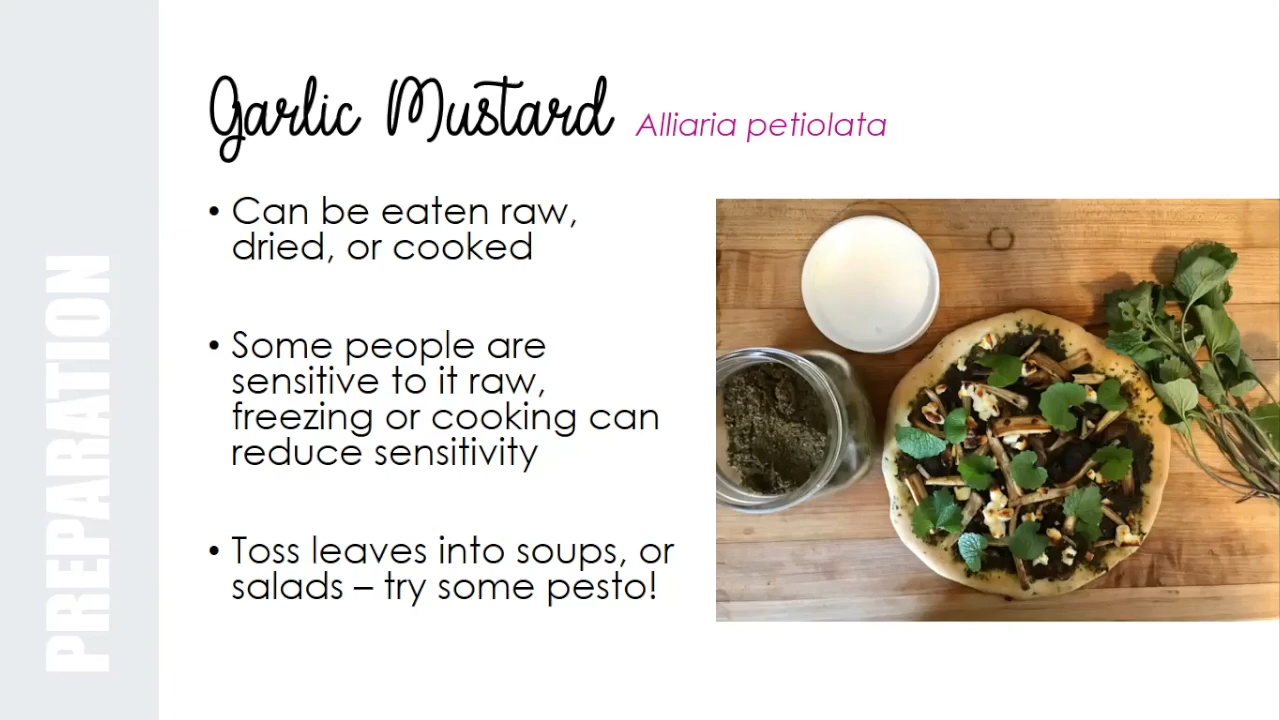 PREPARATION
Garlic Mustard Alliaria petiolata
• Can be eaten raw,
dried, or cooked
• Some people are
sensitive to it raw,
freezing or cooking can
reduce sensitivity
• Toss leaves into soups, or
salads – try some pesto!